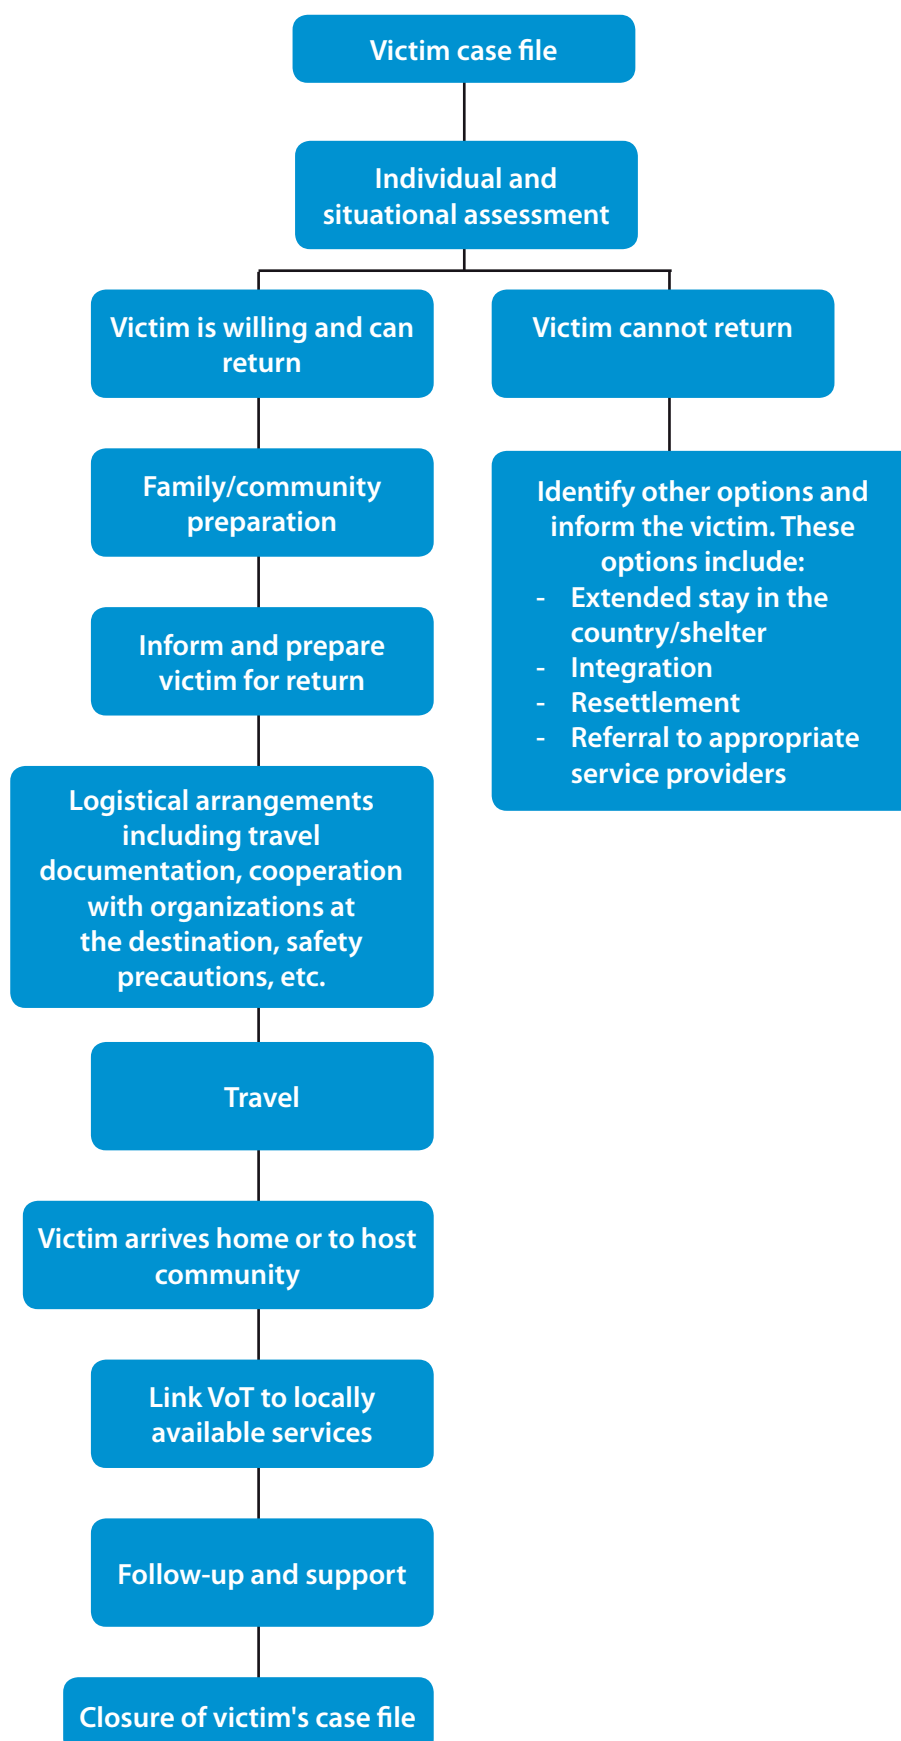 Victim case file
Individual and
situational assessment
Victim is willing and can
return
Victim cannot return
Family/community
preparation
Identify other options and
inform the victim. These
options include:
- Extended stay in the
country/shelter
- Integration
- Resettlement
- Referral to appropriate
service providers
Inform and prepare
victim for return
Logistical arrangements
including travel
documentation, cooperation
with organizations at
the destination, safety
precautions, etc.
Travel
Victim arrives home or to host
community
Link VoT to locally
available services
Follow-up and support
Closure of victim's case file